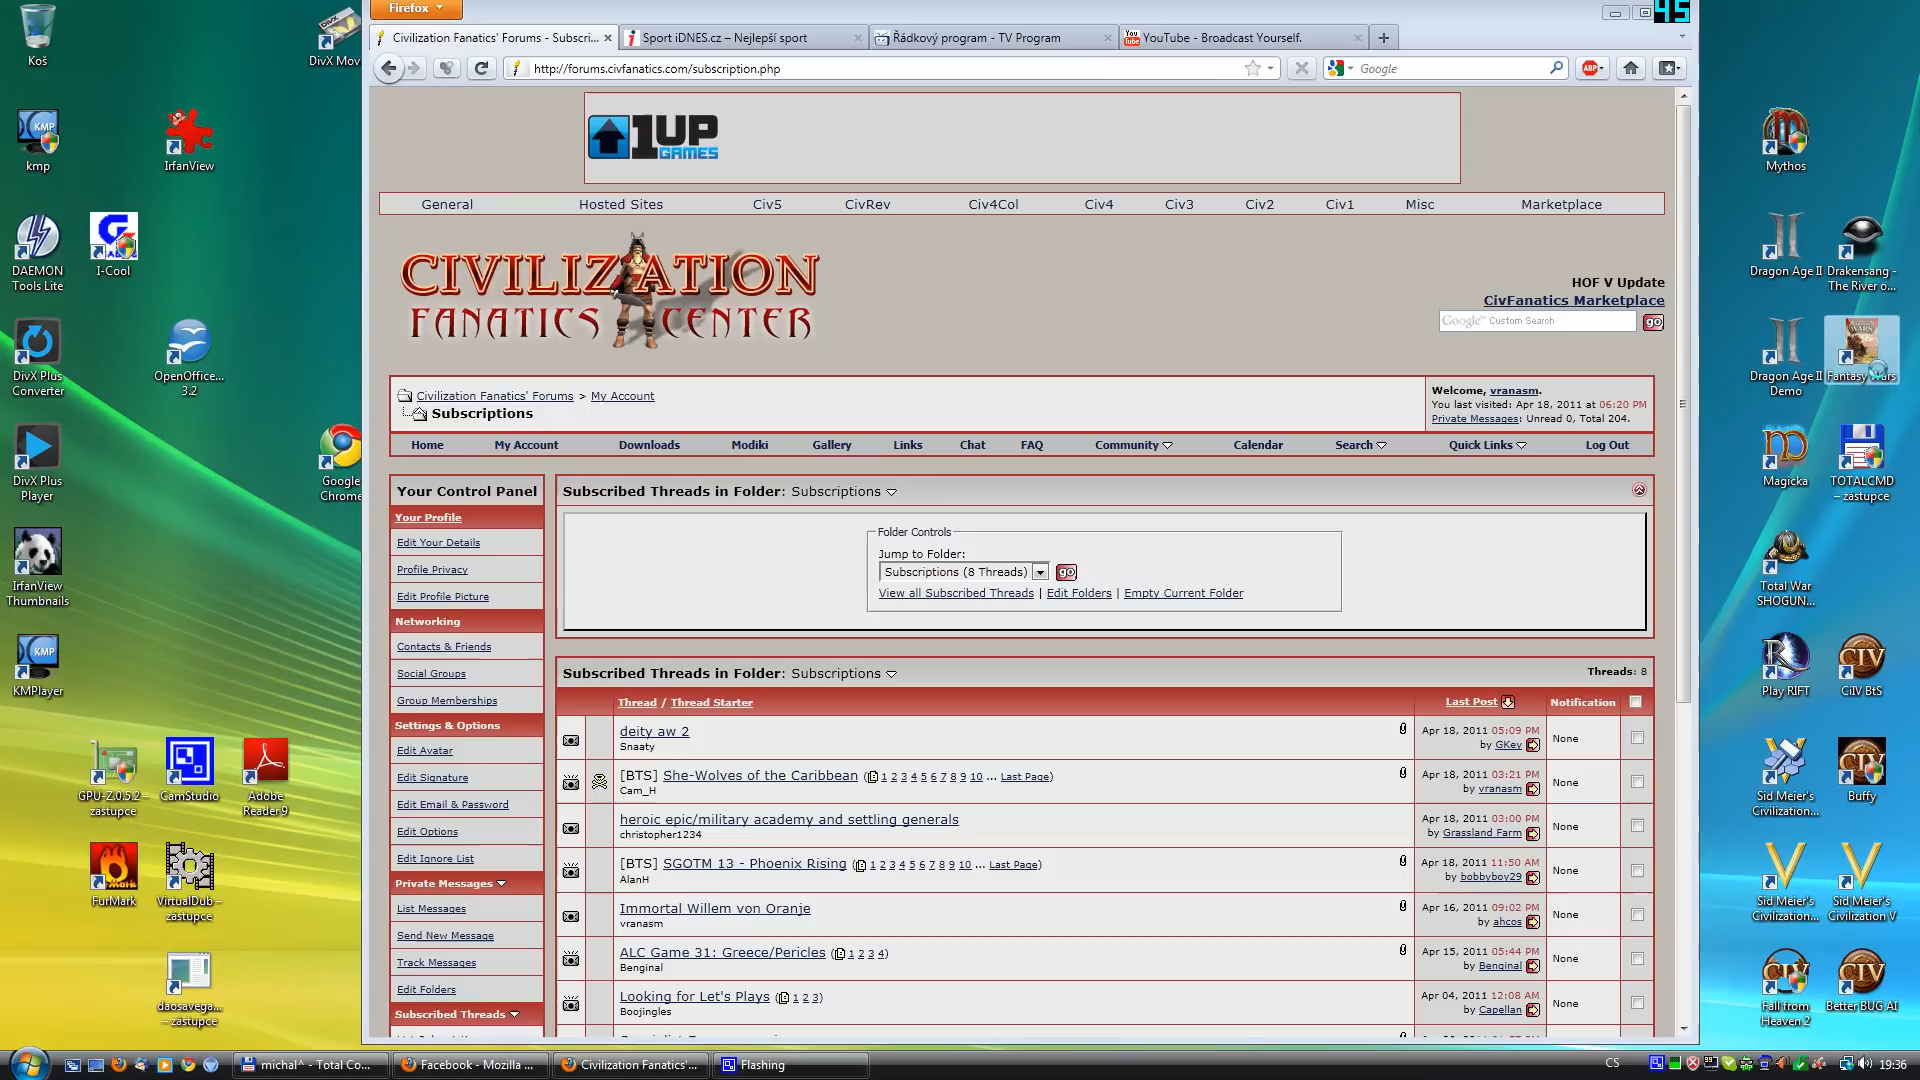 Firefox
45
Civilization Fanatics' Forums - Subscri...
Sport iDNES.cz – Nejlepší sport
Řádkový program - TV Program
YouTube - Broadcast Yourself.
http://forums.civfanatics.com/subscription.php
Google
ABP
1UP
GAMES
General Hosted Sites Civ5 CivRev Civ4Col Civ4 Civ3 Civ2 Civ1 Misc Marketplace
CIVILIZATION
FANATICS CENTER
HOF V Update
CivFanatics Marketplace
Google™ Custom Search go
Civilization Fanatics' Forums > My Account
Subscriptions
Welcome, vranasm.
You last visited: Apr 18, 2011 at 06:20 PM
Private Messages: Unread 0, Total 204.
Home My Account Downloads Modiki Gallery Links Chat FAQ Community Calendar Search Quick Links Log Out
Your Control Panel
Your Profile
Edit Your Details
Profile Privacy
Edit Profile Picture
Networking
Contacts & Friends
Social Groups
Group Memberships
Settings & Options
Edit Avatar
Edit Signature
Edit Email & Password
Edit Options
Edit Ignore List
Private Messages
List Messages
Send New Message
Track Messages
Edit Folders
Subscribed Threads
Subscribed Threads in Folder: Subscriptions
Folder Controls
Jump to Folder:
Subscriptions (8 Threads) go
View all Subscribed Threads | Edit Folders | Empty Current Folder
Subscribed Threads in Folder: Subscriptions
Threads: 8
Thread / Thread Starter Last Post Notification
deity aw 2
Snaaty
Apr 18, 2011 05:09 PM
by GKey
None
[BTS] She-Wolves of the Caribbean ( 1 2 3 4 5 6 7 8 9 10 ... Last Page)
Cam_H
Apr 18, 2011 03:21 PM
by vranasm
None
heroic epic/military academy and settling generals
christopher1234
Apr 18, 2011 03:00 PM
by Grassland Farm
None
[BTS] SGOTM 13 - Phoenix Rising ( 1 2 3 4 5 6 7 8 9 10 ... Last Page)
AlanH
Apr 18, 2011 11:50 AM
by bobbyboy29
None
Immortal Willem von Oranje
vranasm
Apr 16, 2011 09:02 PM
by ahcos
None
ALC Game 31: Greece/Pericles ( 1 2 3 4)
Benginal
Apr 15, 2011 05:44 PM
by Benginal
None
Looking for Let's Plays ( 1 2 3)
Boojingles
Apr 04, 2011 12:08 AM
by Capellan
None
Koš
DivX Mov
kmp
IrfanView
DAEMON
Tools Lite
I-Cool
DivX Plus
Converter
OpenOffice...
3.2
DivX Plus
Player
Google
Chrome
IrfanView
Thumbnails
KMPlayer
GPU-Z.0.5.2 –
zástupce
CamStudio
Adobe
Reader 9
FurMark
VirtualDub –
zástupce
daosavega...
– zástupce
Mythos
Dragon Age II
Drakensang -
The River o...
Dragon Age II
Demo
Fantasy Wars
Magicka
TOTALCMD
– zástupce
Total War
SHOGUN...
Play RIFT
CiIV BtS
Sid Meier's
Civilization...
Buffy
Sid Meier's
Civilization...
Sid Meier's
Civilization V
Fall from
Heaven 2
Better BUG AI
michal^ - Total Co...
Facebook - Mozilla ...
Civilization Fanatics'...
Flashing
CS
19:36